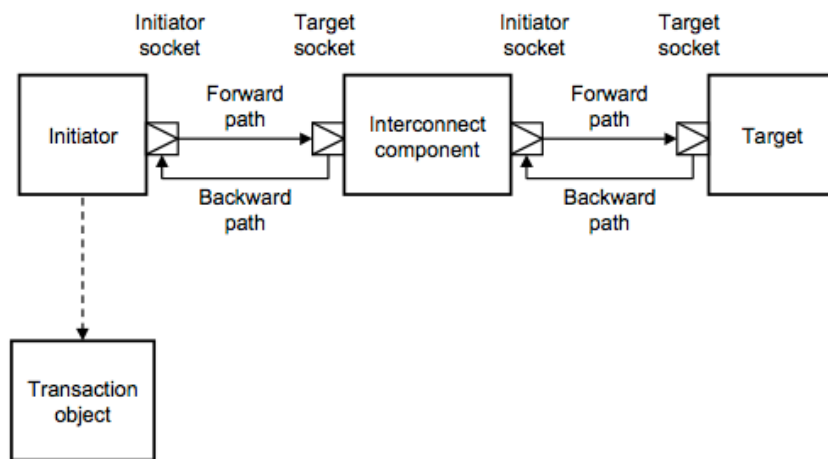 Initiator
socket
Target
socket
Initiator
socket
Target
socket
Initiator
Forward
path
Backward
path
Interconnect
component
Forward
path
Backward
path
Target
Transaction
object